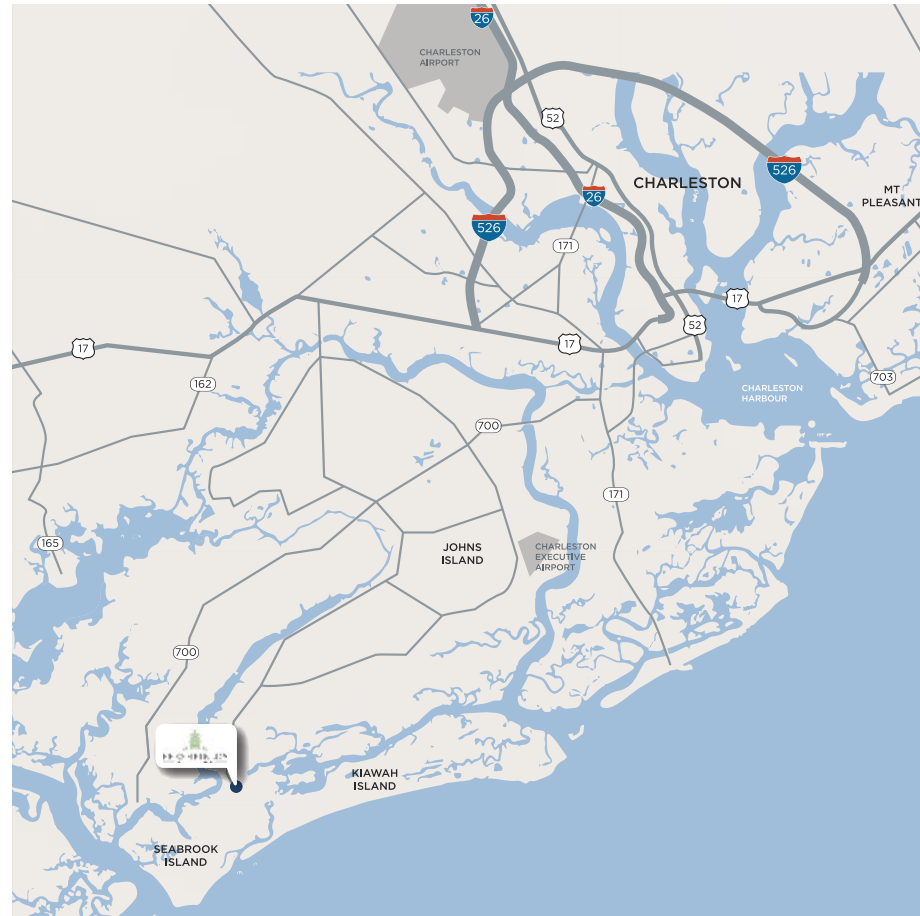 26
CHARLESTON
AIRPORT
52
526
CHARLESTON
MT
PLEASANT
26
526
171
17
52
17
17
162
703
CHARLESTON
HARBOUR
700
171
165
JOHNS
ISLAND
CHARLESTON
EXECUTIVE
AIRPORT
700
KIAWAH
ISLAND
SEABROOK
ISLAND